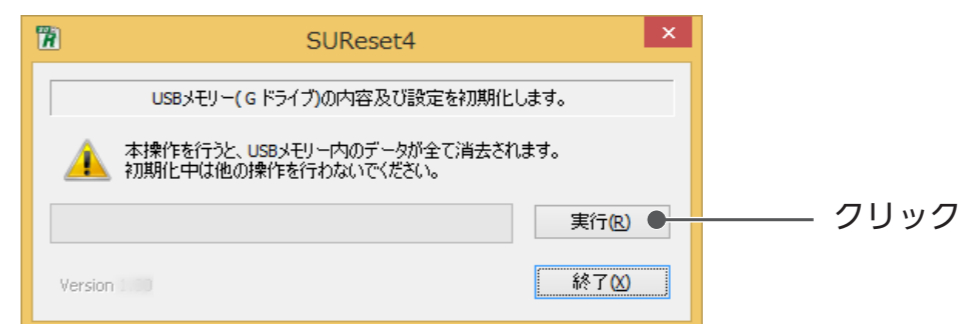 SUReset4
USBメモリー( G ドライブ)の内容及び設定を初期化します。
本操作を行うと、USBメモリー内のデータが全て消去されます。
初期化中は他の操作を行わないでください。
実行(R)
クリック
Version
終了(X)